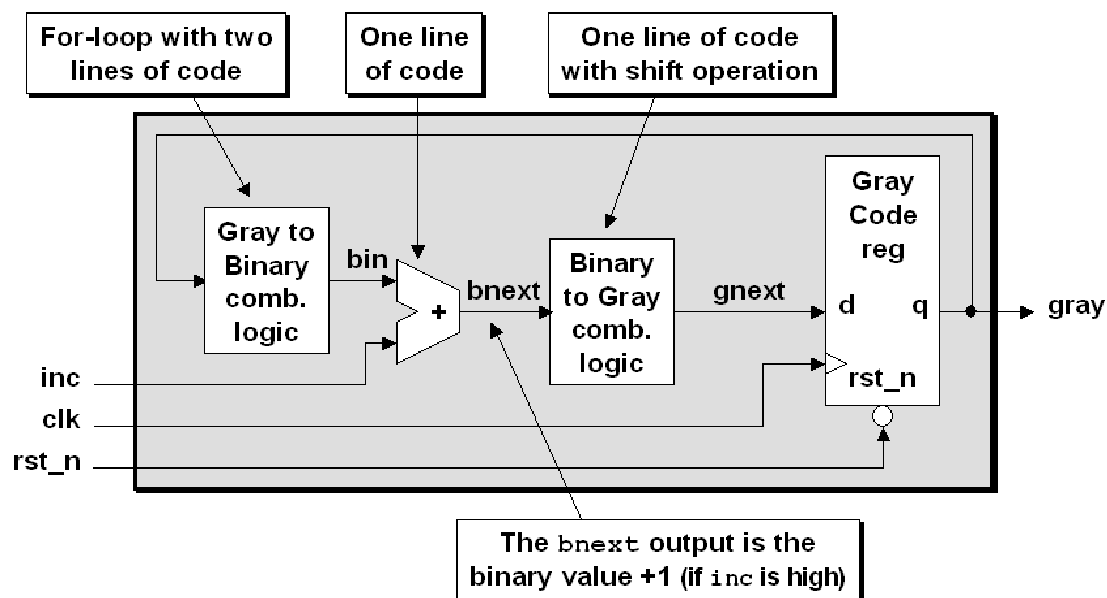 For-loop with two
lines of code
One line
of code
One line of code
with shift operation
Gray to
Binary
comb.
logic
bin
+
bnext
Binary
to Gray
comb.
logic
gnext
Gray
Code
reg
d
q
rst_n
gray
inc
clk
rst_n
The bnext output is the
binary value +1 (if inc is high)